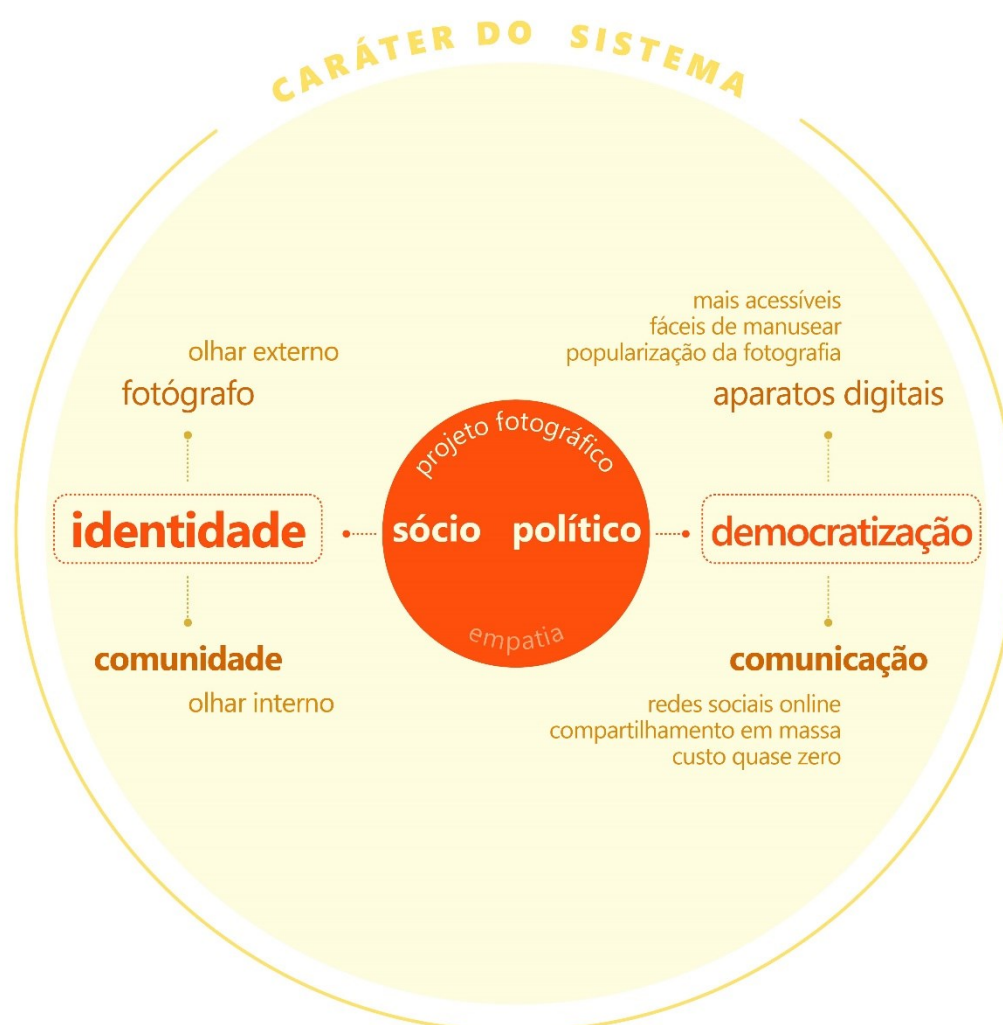 CARÁTER DO SISTEMA
mais acessíveis
fáceis de manusear
popularização da fotografia
aparatos digitais
olhar externo
fotógrafo
projeto fotográfico
identidade
sócio político
democratização
empatia
comunidade
olhar interno
comunicação
redes sociais online
compartilhamento em massa
custo quase zero